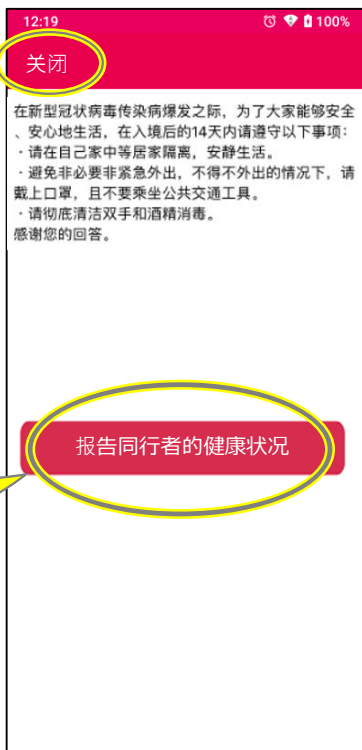 12:19 100%
关闭
在新型冠状病毒传染病爆发之际，为了大家能够安全
、安心地生活，在入境后的14天内请遵守以下事项：
・请在自己家中等居家隔离，安静生活。
・避免非必要非紧急外出，不得不外出的情况下，请
戴上口罩，且不要乘坐公共交通工具。
・请彻底清洁双手和酒精消毒。
感谢您的回答。
报告同行者的健康状况